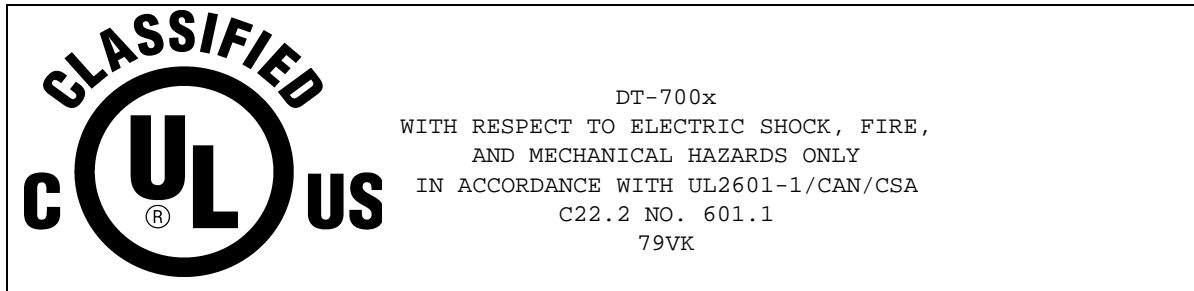 CLASSIFIED
C UL US
®
DT-700x
WITH RESPECT TO ELECTRIC SHOCK, FIRE,
AND MECHANICAL HAZARDS ONLY
IN ACCORDANCE WITH UL2601-1/CAN/CSA
C22.2 NO. 601.1
79VK